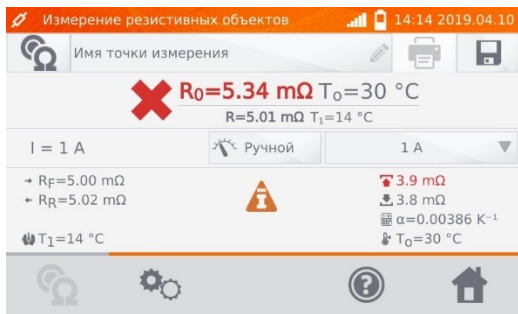 Измерение резистивных объектов 14:14 2019.04.10
Имя точки измерения
R0=5.34 mΩ To=30 °C
R=5.01 mΩ T1=14 °C
I = 1 A Ручной 1 A
RF=5.00 mΩ 3.9 mΩ
RR=5.02 mΩ 3.8 mΩ
α=0.00386 K⁻¹
T1=14 °C To=30 °C